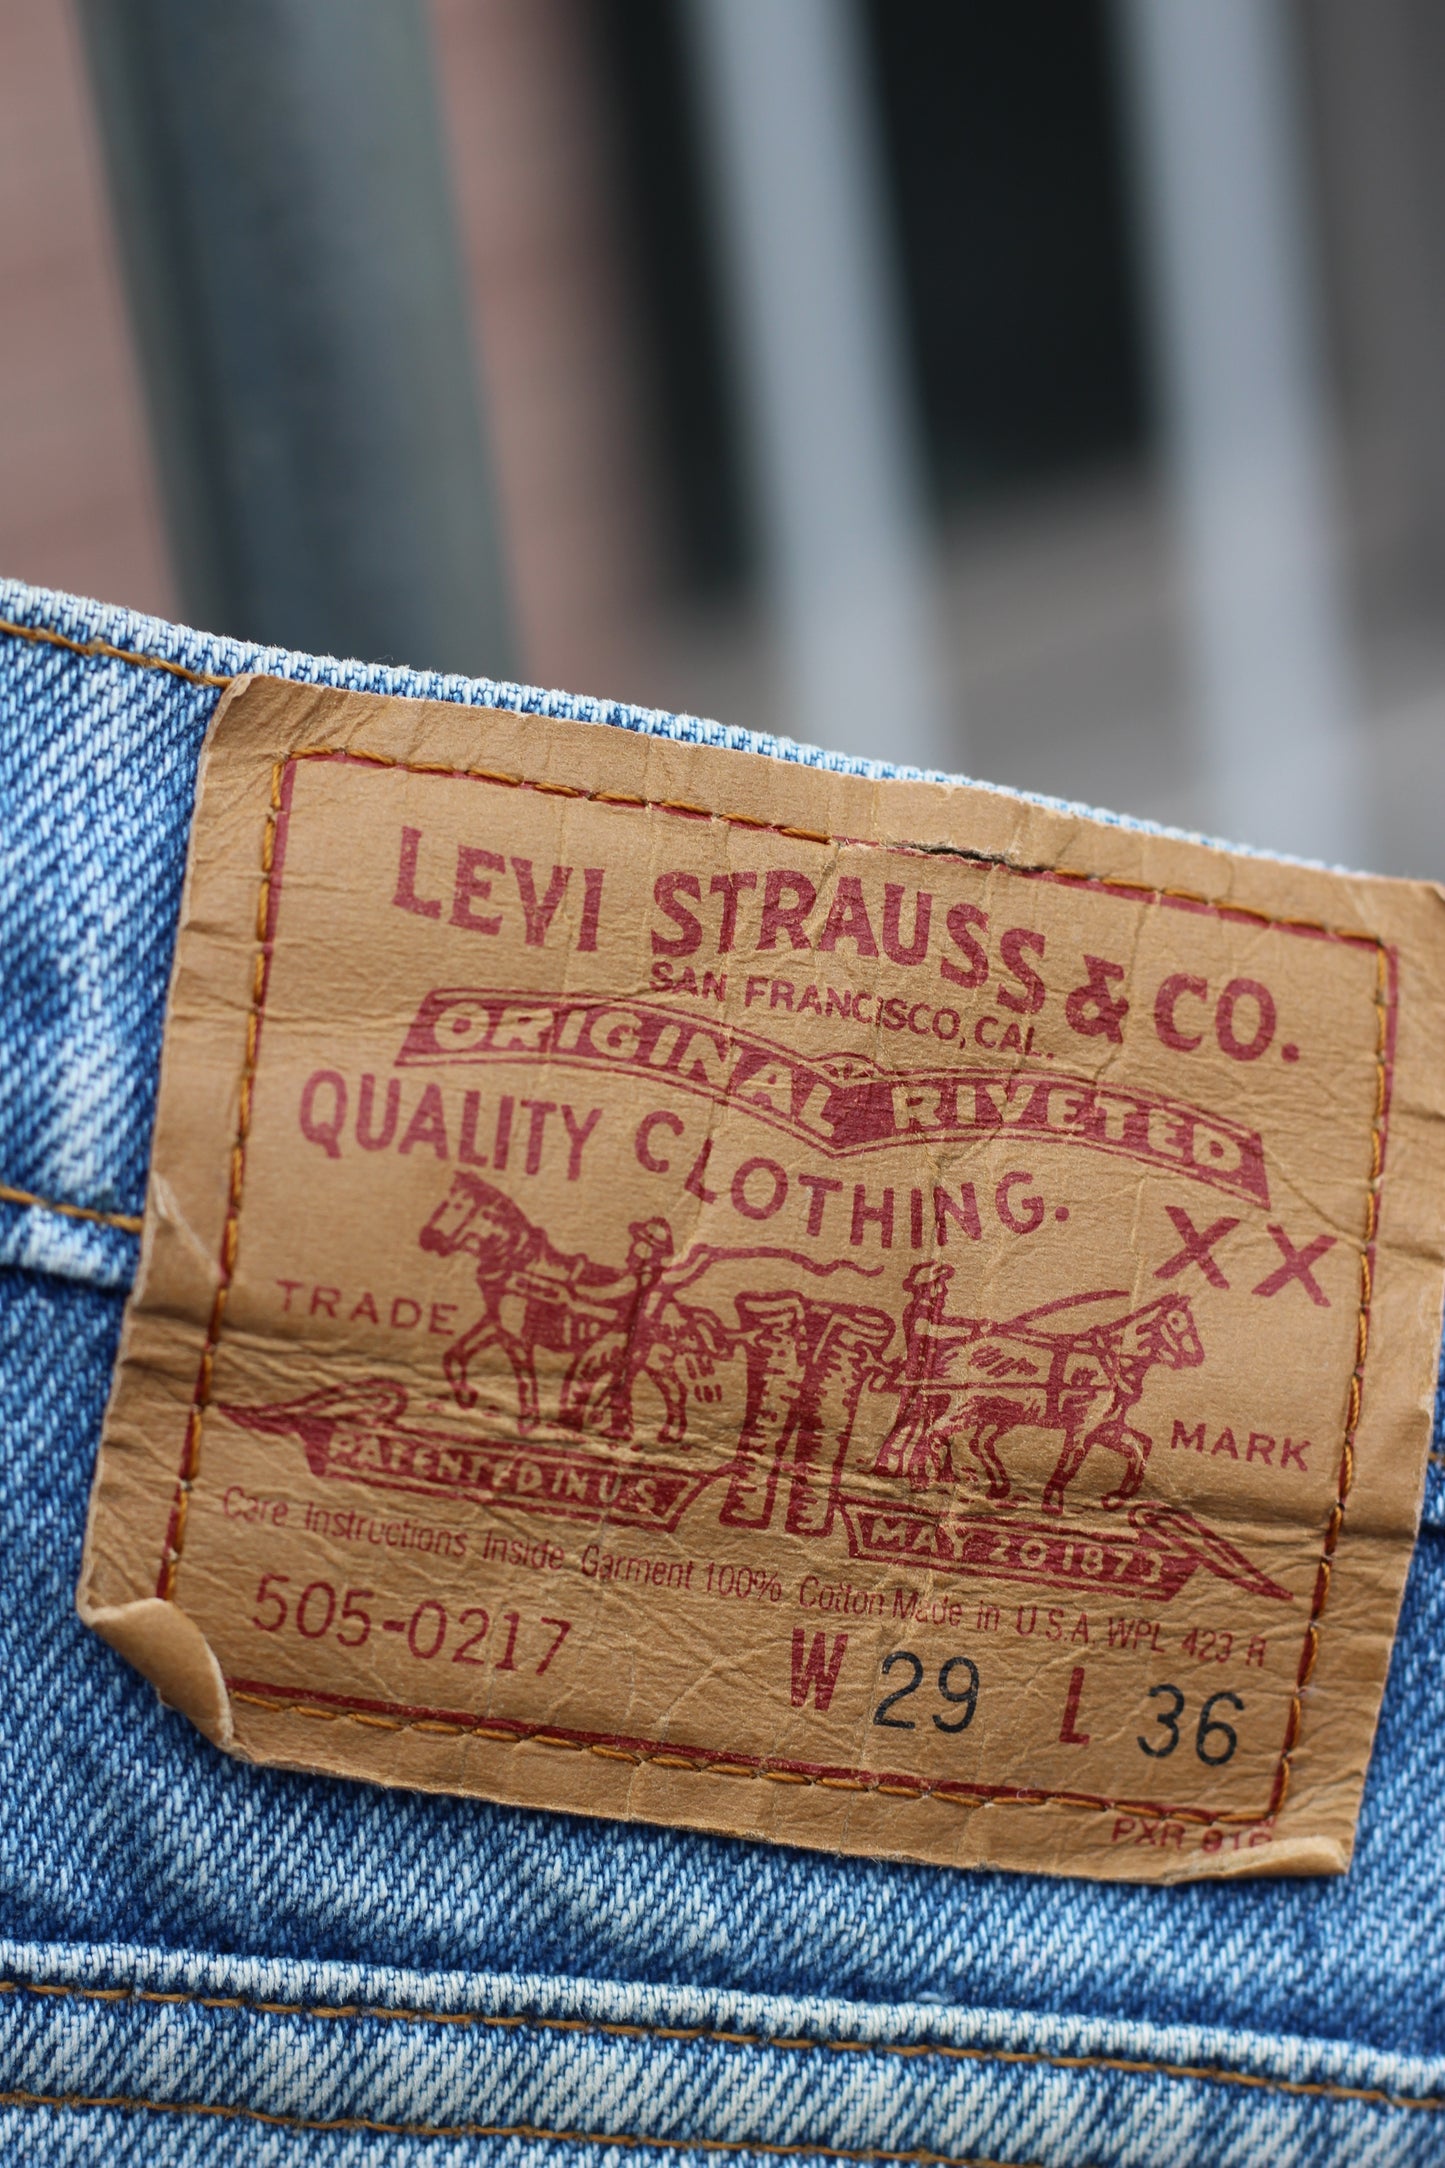 LEVI STRAUSS & CO.
SAN FRANCISCO, CAL.
ORIGINAL RIVETED
QUALITY CLOTHING.
XX
TRADE MARK
PATENTED IN U.S. MAY 20 1873
Care Instructions Inside Garment 100% Cotton Made in U.S.A. WPL 423 R
505-0217 W 29 L 36
PXR